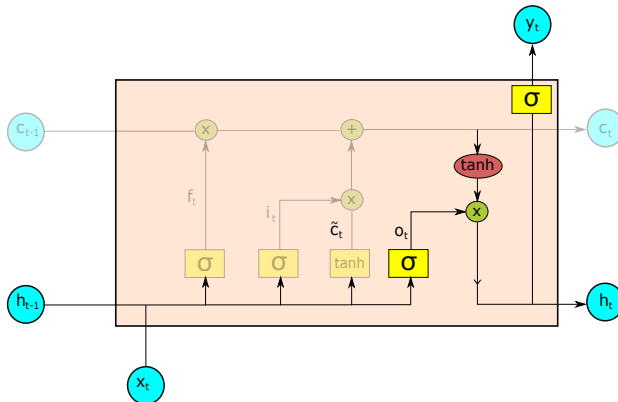 y_t
σ
c_{t-1}
x
+
c_t
tanh
f_t
i_t
x
x
c̃_t
o_t
σ
σ
tanh
σ
h_{t-1}
h_t
x_t